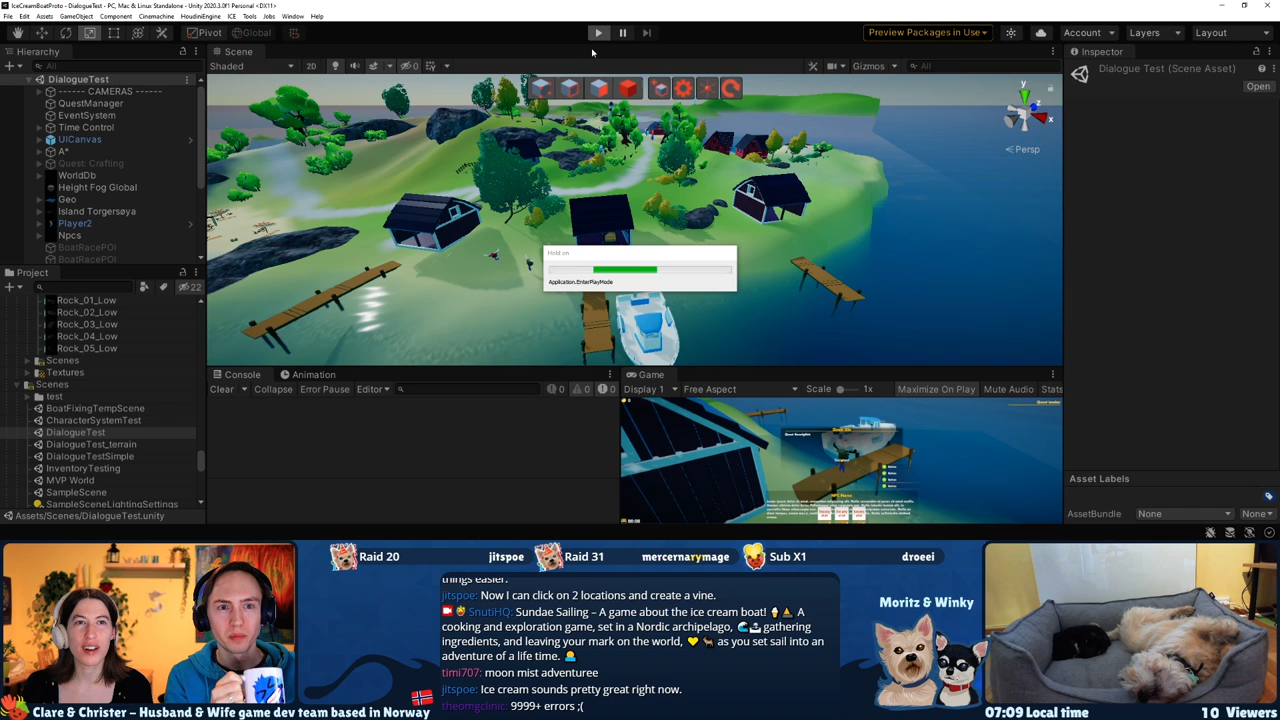 IceCreamBoatProto - DialogueTest - PC, Mac & Linux Standalone - Unity 2020.3.0f1 Personal <DX11>
File Edit Assets GameObject Component Cinemachine HoudiniEngine ICE Tools Jobs Window Help
Pivot Global
Preview Packages in Use
Account Layers Layout
Hierarchy
All
DialogueTest
------ CAMERAS ------
QuestManager
EventSystem
Time Control
UICanvas
A*
Quest: Crafting
WorldDb
Height Fog Global
Geo
Island Torgersøya
Player2
Npcs
BoatRacePOI
BoatRacePOI
Scene
Shaded 2D 0 Gizmos All
y
x
z
Persp
Hold on
Application.EnterPlayMode
Inspector
Dialogue Test (Scene Asset)
Open
Project
22
Rock_01_Low
Rock_02_Low
Rock_03_Low
Rock_04_Low
Rock_05_Low
Scenes
Textures
Scenes
test
BoatFixingTempScene
CharacterSystemTest
DialogueTest
DialogueTest_terrain
DialogueTestSimple
InventoryTesting
MVP World
SampleScene
SampleSceneLightingSettings
Assets/Scenes/DialogueTest.unity
Console Animation
Clear Collapse Error Pause Editor 0 0 0
Game
Display 1 Free Aspect Scale 1x Maximize On Play Mute Audio Stats
NPC Name
Asset Labels
AssetBundle None None
Raid 20 jitspoe Raid 31 mercernarymage Sub X1 droeei
things easier.
jitspoe: Now I can click on 2 locations and create a vine.
SnutiHQ: Sundae Sailing – A game about the ice cream boat! A
cooking and exploration game, set in a Nordic archipelago, gathering
ingredients, and leaving your mark on the world, as you set sail into an
adventure of a life time.
timi707: moon mist adventuree
jitspoe: Ice cream sounds pretty great right now.
theomgclinic: 9999+ errors ;(
Moritz & Winky
Clare & Christer – Husband & Wife game dev team based in Norway
07:09 Local time 10 Viewers